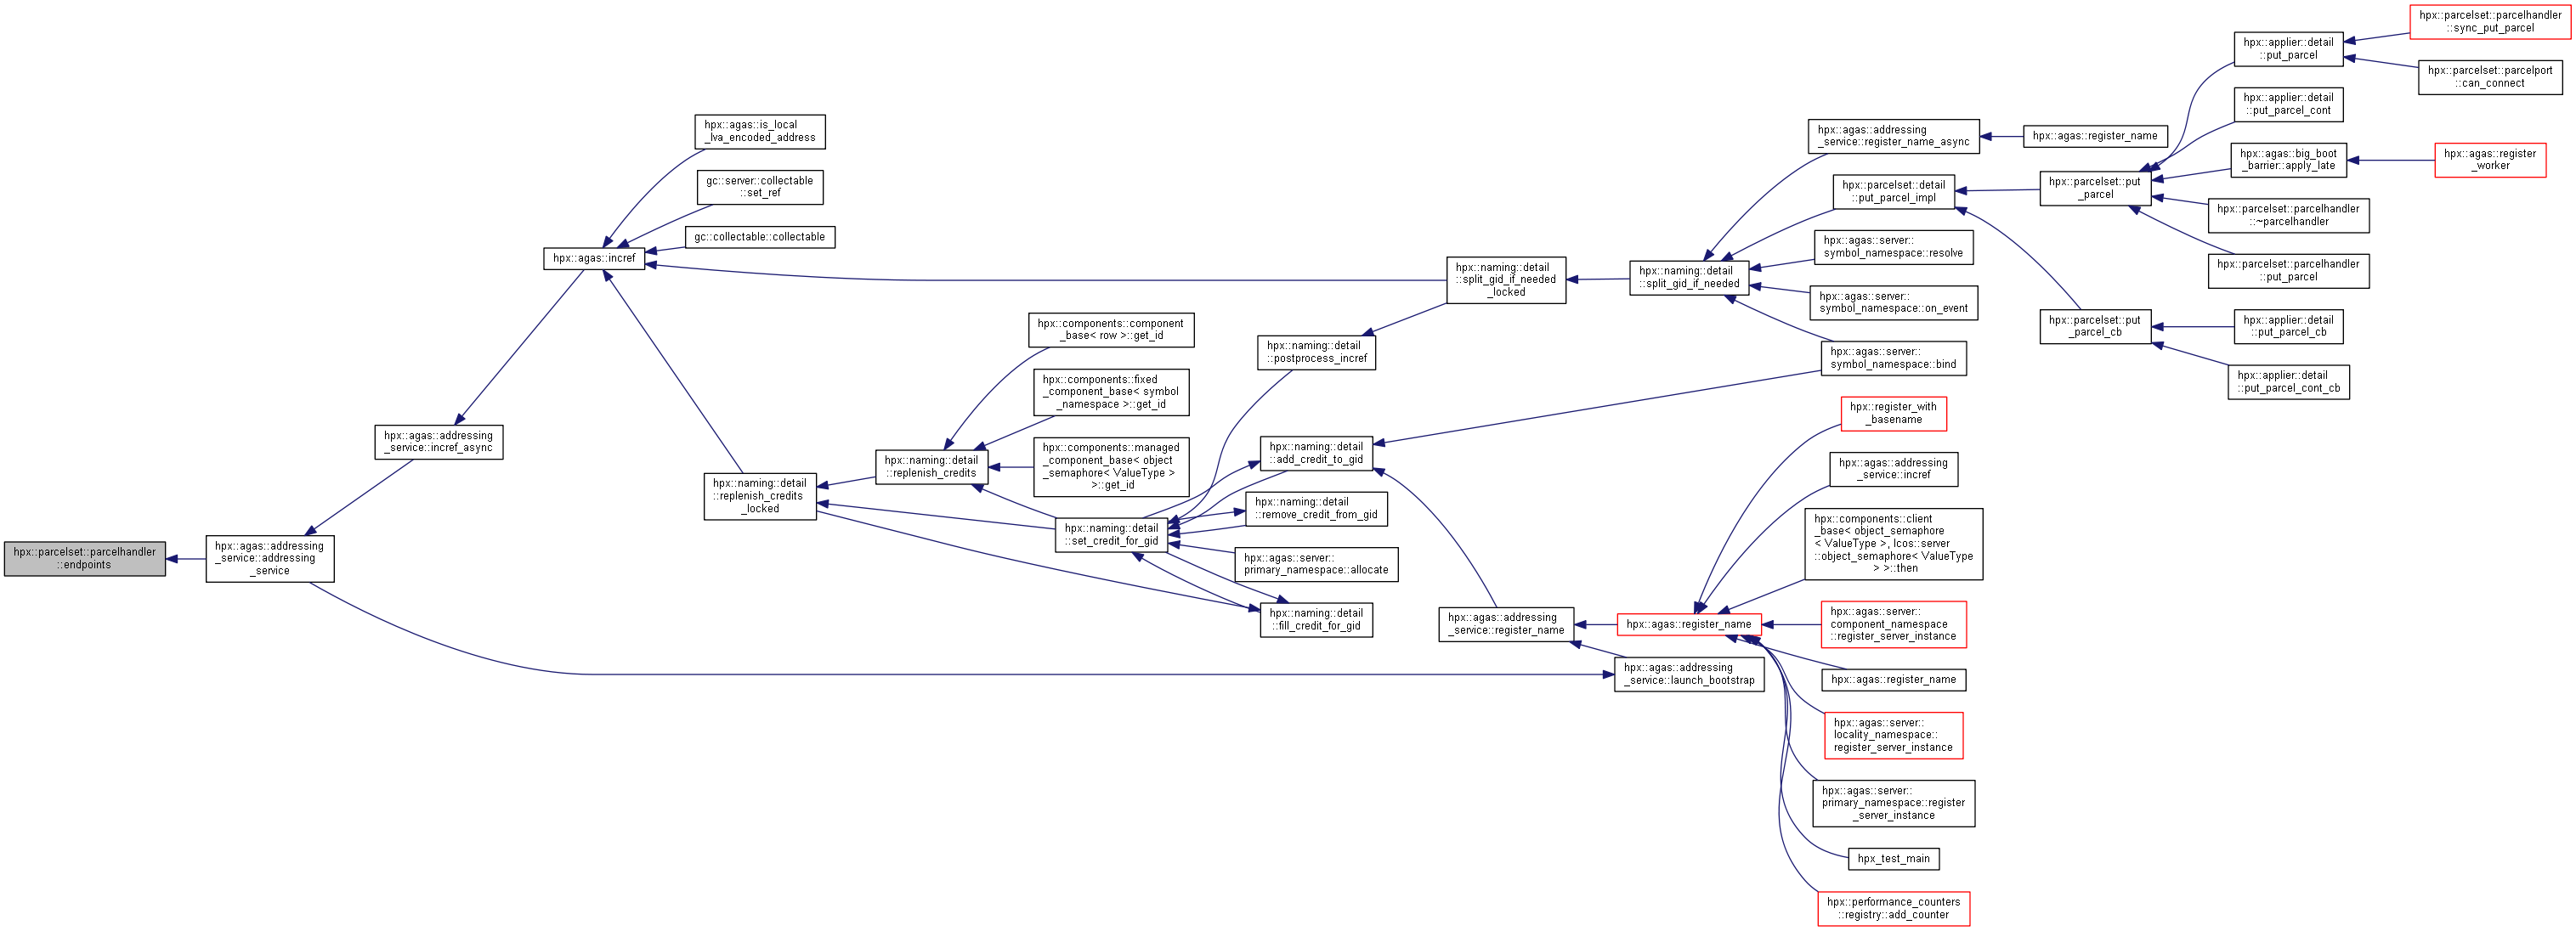 hpx::parcelset::parcelhandler
::endpoints
hpx::agas::addressing
_service::addressing
_service
hpx::agas::addressing
_service::incref_async
hpx::agas::incref
hpx::agas::is_local
_lva_encoded_address
gc::server::collectable
::set_ref
gc::collectable::collectable
hpx::naming::detail
::replenish_credits
_locked
hpx::naming::detail
::replenish_credits
hpx::components::component
_base< row >::get_id
hpx::components::fixed
_component_base< symbol
_namespace >::get_id
hpx::components::managed
_component_base< object
_semaphore< ValueType >
>::get_id
hpx::naming::detail
::set_credit_for_gid
hpx::naming::detail
::postprocess_incref
hpx::naming::detail
::add_credit_to_gid
hpx::naming::detail
::remove_credit_from_gid
hpx::agas::server::
primary_namespace::allocate
hpx::naming::detail
::fill_credit_for_gid
hpx::naming::detail
::split_gid_if_needed
_locked
hpx::naming::detail
::split_gid_if_needed
hpx::agas::addressing
_service::register_name
hpx::agas::addressing
_service::launch_bootstrap
hpx::agas::register_name
hpx::agas::addressing
_service::register_name_async
hpx::agas::register_name
hpx::parcelset::detail
::put_parcel_impl
hpx::agas::server::
symbol_namespace::resolve
hpx::agas::server::
symbol_namespace::on_event
hpx::agas::server::
symbol_namespace::bind
hpx::register_with
_basename
hpx::agas::addressing
_service::incref
hpx::components::client
_base< object_semaphore
< ValueType >, lcos::server
::object_semaphore< ValueType
> >::then
hpx::agas::server::
component_namespace
::register_server_instance
hpx::agas::register_name
hpx::agas::server::
locality_namespace::
register_server_instance
hpx::agas::server::
primary_namespace::register
_server_instance
hpx_test_main
hpx::performance_counters
::registry::add_counter
hpx::parcelset::put
_parcel
hpx::parcelset::put
_parcel_cb
hpx::applier::detail
::put_parcel
hpx::applier::detail
::put_parcel_cont
hpx::agas::big_boot
_barrier::apply_late
hpx::parcelset::parcelhandler
::~parcelhandler
hpx::parcelset::parcelhandler
::put_parcel
hpx::applier::detail
::put_parcel_cb
hpx::applier::detail
::put_parcel_cont_cb
hpx::parcelset::parcelhandler
::sync_put_parcel
hpx::parcelset::parcelport
::can_connect
hpx::agas::register
_worker